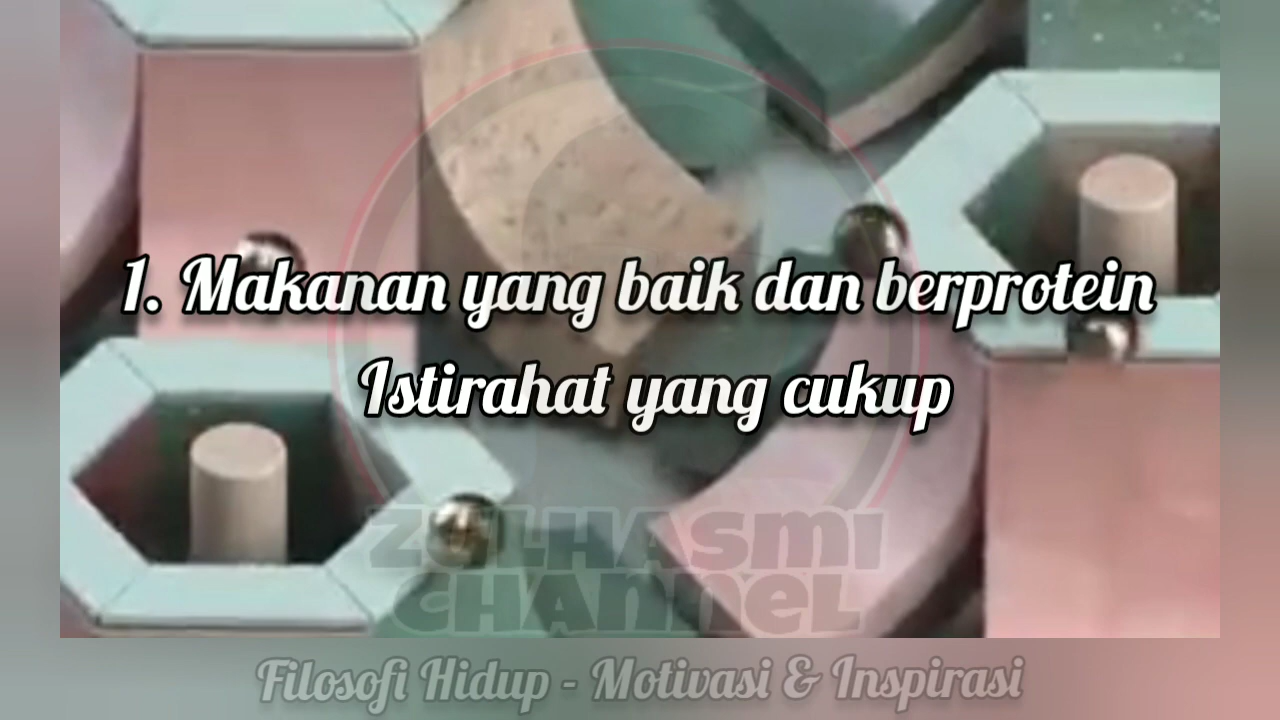 1. Makanan yang baik dan berprotein
Istirahat yang cukup
ZULHASMI
CHANNEL
Filosofi Hidup - Motivasi & Inspirasi